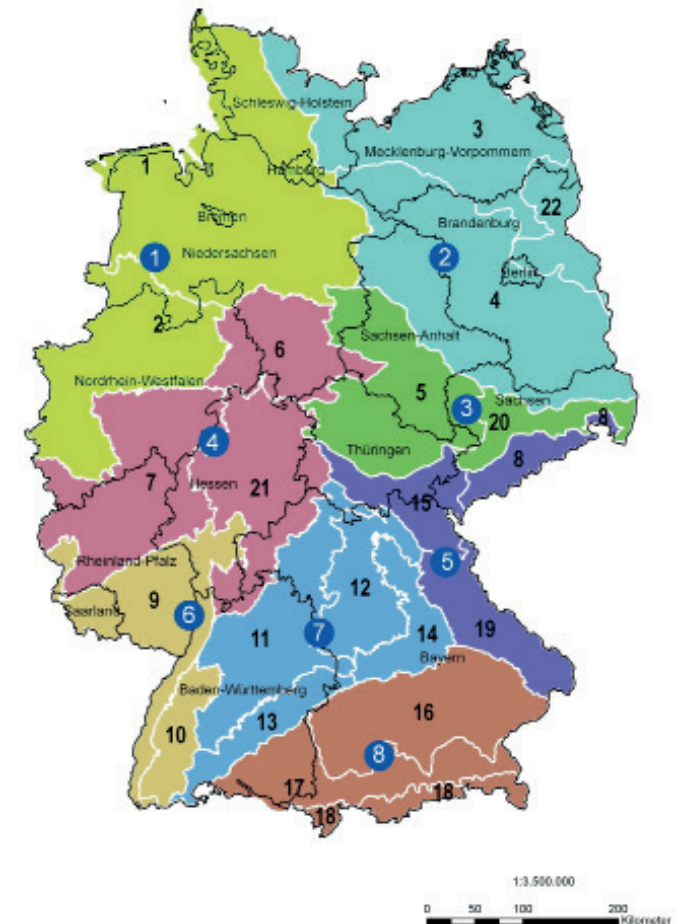 Schleswig-Holstein
3
Mecklenburg-Vorpommern
1
Hamburg
22
Bremen
Brandenburg
1
Niedersachsen
2
Berlin
4
2
6
Sachsen-Anhalt
Nordrhein-Westfalen
5
Sachsen
3
20
8
4
Thüringen
8
7
Hessen
21
15
Rheinland-Pfalz
5
12
9
Saarland
6
11
7
14
19
Bayern
Baden-Württemberg
10
13
16
8
17
18
18
1:3.500.000
0 50 100 200
Kilometer